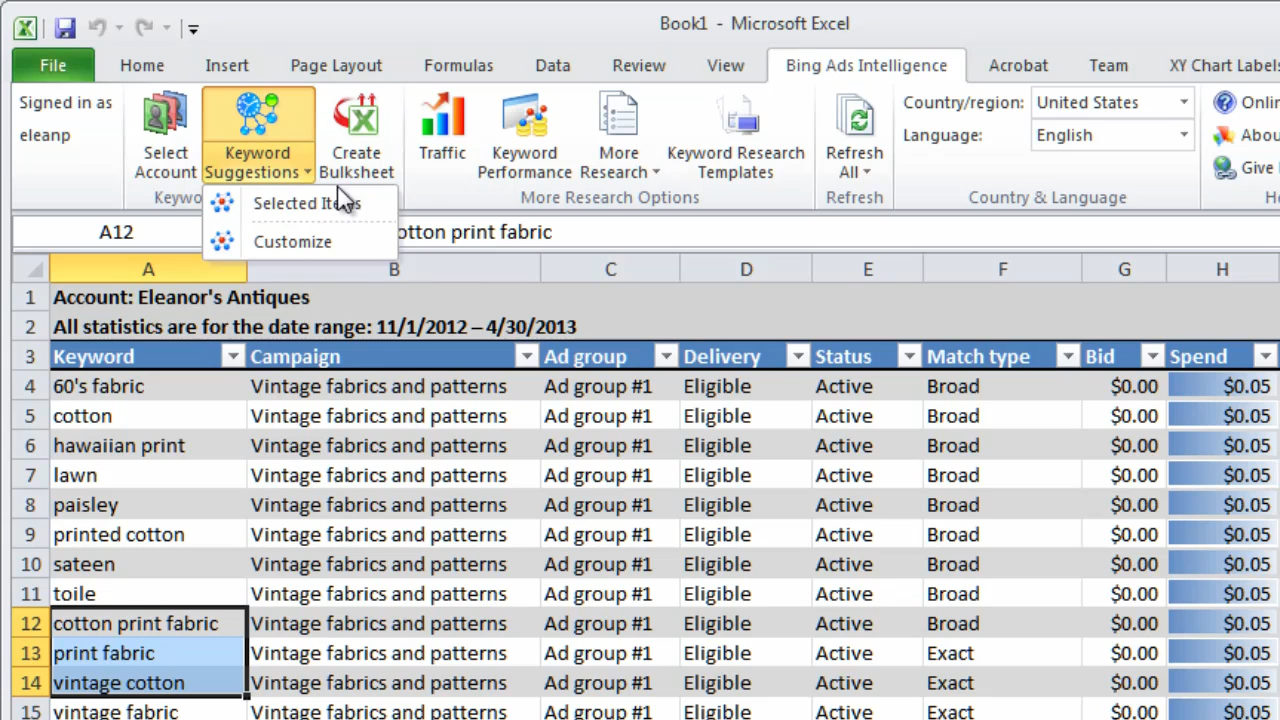 Book1 - Microsoft Excel
File Home Insert Page Layout Formulas Data Review View Bing Ads Intelligence Acrobat Team XY Chart Labels
Signed in as
eleanp
Select
Account
Keyword
Suggestions
Create
Bulksheet
Traffic
Keyword
Performance
More
Research
Keyword Research
Templates
Refresh
All
Country/region: United States
Language: English
More Research Options
Refresh
Country & Language
Selected Items
Customize
A12
otton print fabric
A B C D E F G H
1 Account: Eleanor's Antiques
2 All statistics are for the date range: 11/1/2012 – 4/30/2013
3 Keyword Campaign Ad group Delivery Status Match type Bid Spend
4 60's fabric Vintage fabrics and patterns Ad group #1 Eligible Active Broad $0.00 $0.05
5 cotton Vintage fabrics and patterns Ad group #1 Eligible Active Broad $0.00 $0.05
6 hawaiian print Vintage fabrics and patterns Ad group #1 Eligible Active Broad $0.00 $0.05
7 lawn Vintage fabrics and patterns Ad group #1 Eligible Active Broad $0.00 $0.05
8 paisley Vintage fabrics and patterns Ad group #1 Eligible Active Broad $0.00 $0.05
9 printed cotton Vintage fabrics and patterns Ad group #1 Eligible Active Broad $0.00 $0.05
10 sateen Vintage fabrics and patterns Ad group #1 Eligible Active Broad $0.00 $0.05
11 toile Vintage fabrics and patterns Ad group #1 Eligible Active Broad $0.00 $0.05
12 cotton print fabric Vintage fabrics and patterns Ad group #1 Eligible Active Broad $0.00 $0.05
13 print fabric Vintage fabrics and patterns Ad group #1 Eligible Active Exact $0.00 $0.05
14 vintage cotton Vintage fabrics and patterns Ad group #1 Eligible Active Exact $0.00 $0.05
15 vintage fabric Vintage fabrics and patterns Ad group #1 Eligible Active Exact $0.00 $0.05